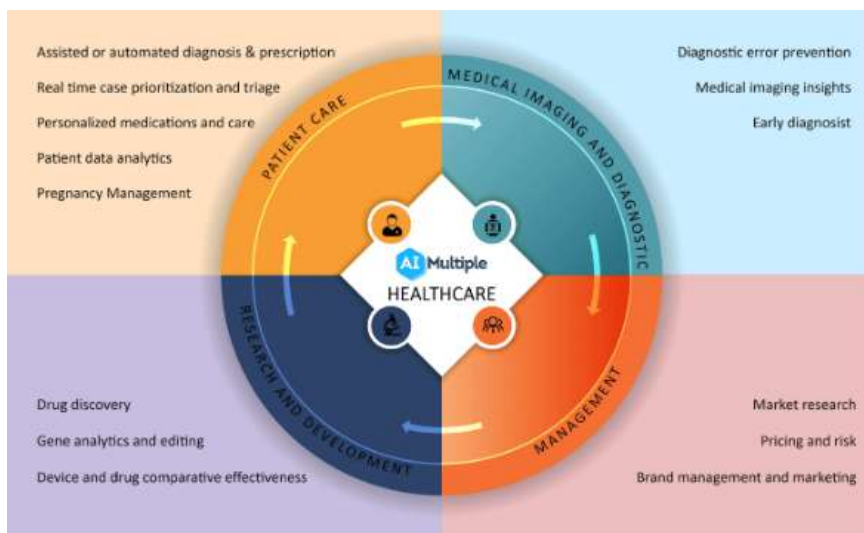 Assisted or automated diagnosis & prescription
Real time case prioritization and triage
Personalized medications and care
Patient data analytics
Pregnancy Management
PATIENT CARE
MEDICAL IMAGING AND DIAGNOSTIC
Diagnostic error prevention
Medical imaging insights
Early diagnosist
AI Multiple
HEALTHCARE
RESEARCH AND DEVELOPMENT
MANAGEMENT
Drug discovery
Gene analytics and editing
Device and drug comparative effectiveness
Market research
Pricing and risk
Brand management and marketing